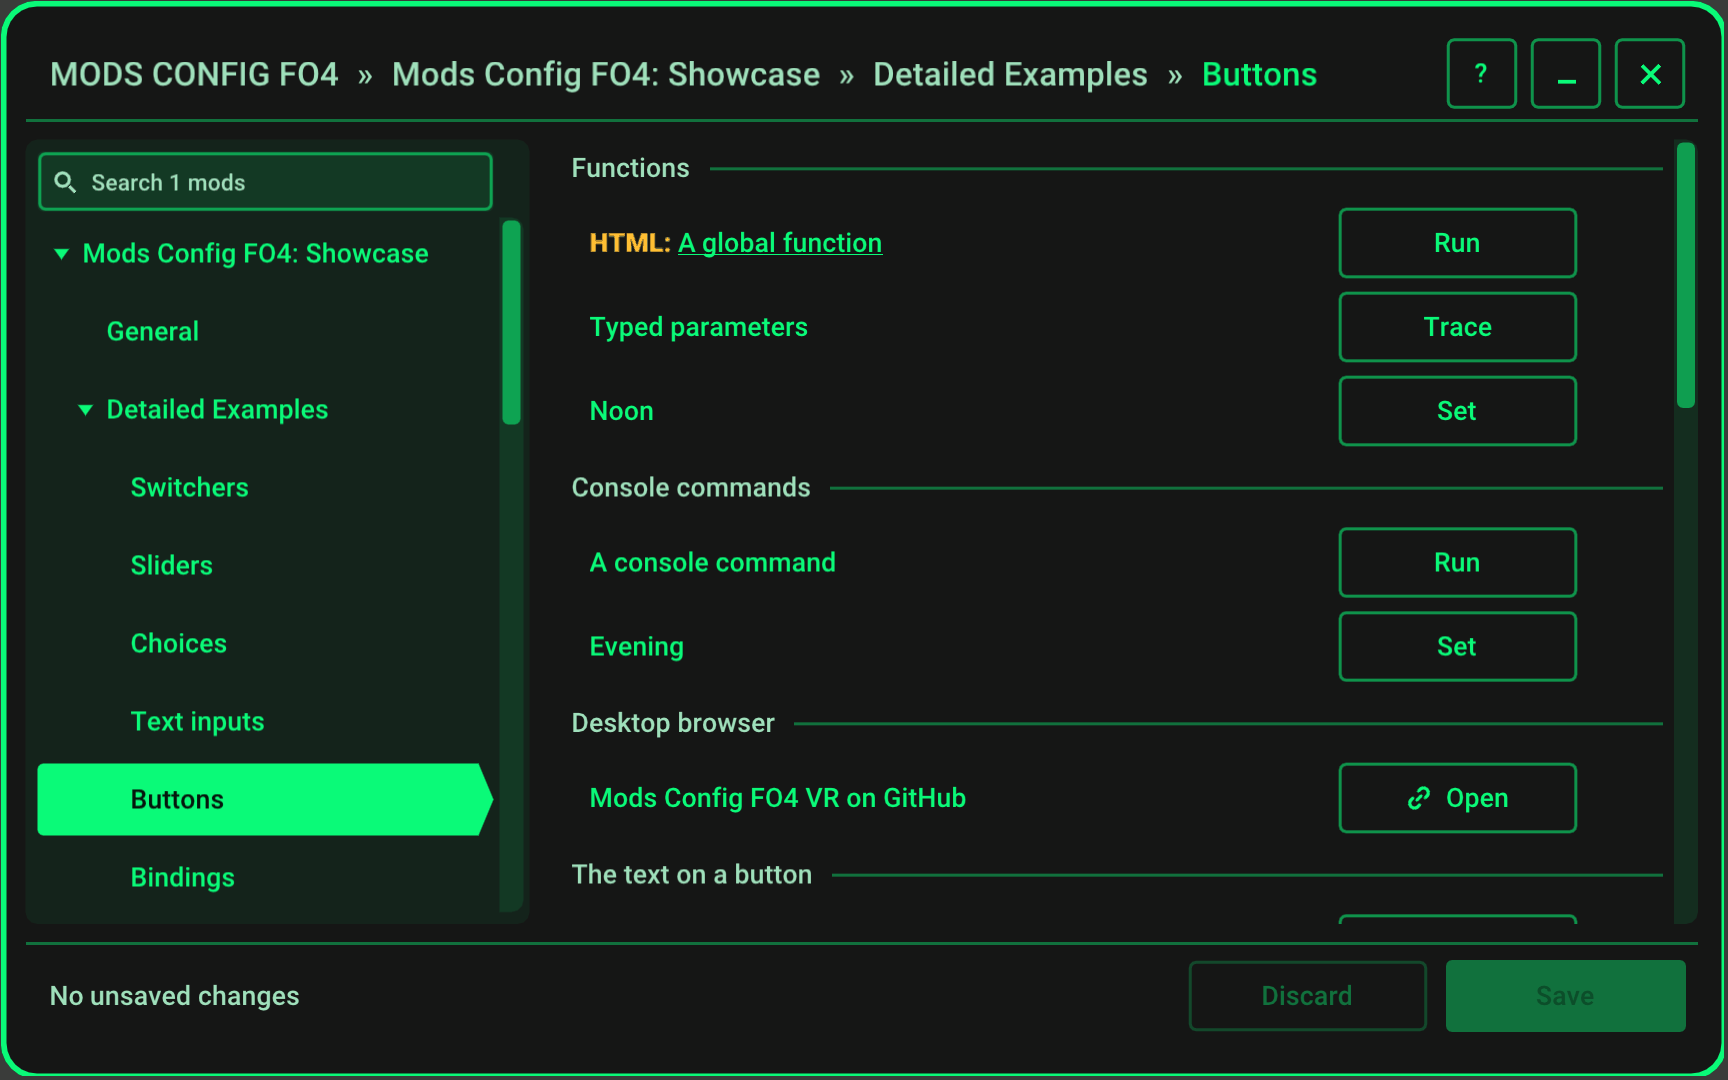 MODS CONFIG FO4 » Mods Config FO4: Showcase » Detailed Examples » Buttons
?
Search 1 mods
Mods Config FO4: Showcase
General
Detailed Examples
Switchers
Sliders
Choices
Text inputs
Buttons
Bindings
Functions
HTML: A global function
Run
Typed parameters
Trace
Noon
Set
Console commands
A console command
Run
Evening
Set
Desktop browser
Mods Config FO4 VR on GitHub
Open
The text on a button
No unsaved changes
Discard
Save